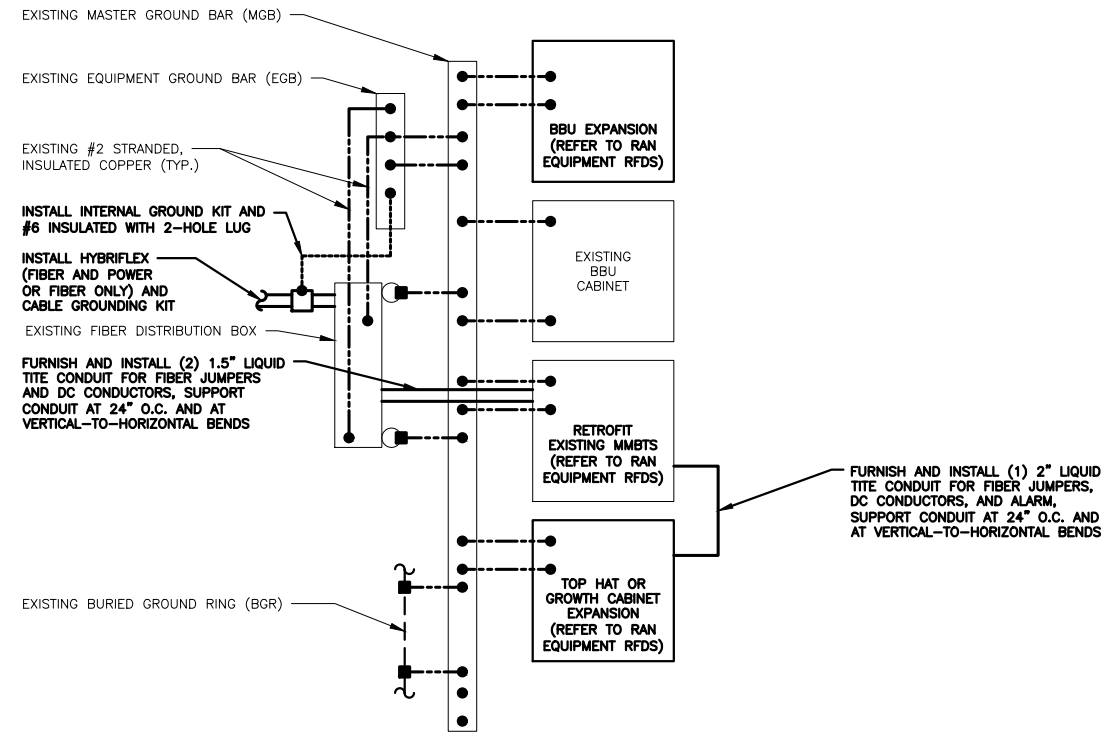 EXISTING MASTER GROUND BAR (MGB)
EXISTING EQUIPMENT GROUND BAR (EGB)
EXISTING #2 STRANDED,
INSULATED COPPER (TYP.)
INSTALL INTERNAL GROUND KIT AND
#6 INSULATED WITH 2-HOLE LUG
INSTALL HYBRIFLEX
(FIBER AND POWER
OR FIBER ONLY) AND
CABLE GROUNDING KIT
EXISTING FIBER DISTRIBUTION BOX
FURNISH AND INSTALL (2) 1.5" LIQUID
TITE CONDUIT FOR FIBER JUMPERS
AND DC CONDUCTORS, SUPPORT
CONDUIT AT 24" O.C. AND AT
VERTICAL-TO-HORIZONTAL BENDS
EXISTING BURIED GROUND RING (BGR)
BBU EXPANSION
(REFER TO RAN
EQUIPMENT RFDS)
EXISTING
BBU
CABINET
RETROFIT
EXISTING MMBTS
(REFER TO RAN
EQUIPMENT RFDS)
TOP HAT OR
GROWTH CABINET
EXPANSION
(REFER TO RAN
EQUIPMENT RFDS)
FURNISH AND INSTALL (1) 2" LIQUID
TITE CONDUIT FOR FIBER JUMPERS,
DC CONDUCTORS, AND ALARM,
SUPPORT CONDUIT AT 24" O.C. AND
AT VERTICAL-TO-HORIZONTAL BENDS